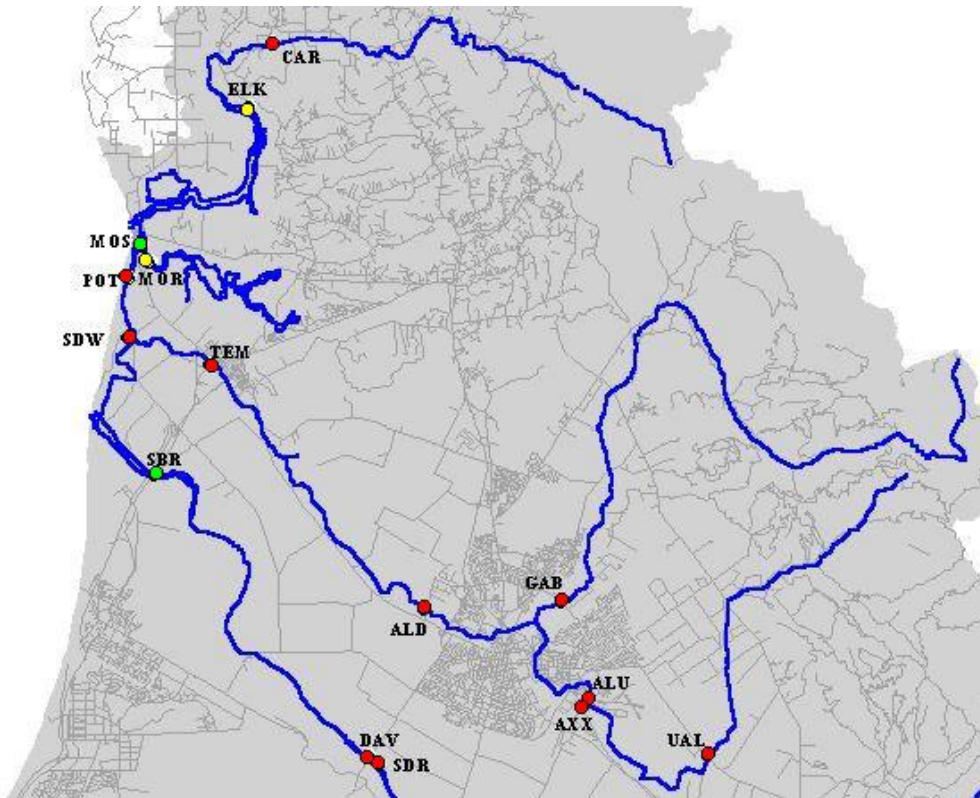 CAR
ELK
MOS
POT MOR
SDW
TEM
SBR
GAB
ALD
ALU
AXX
UAL
DAV
SDR